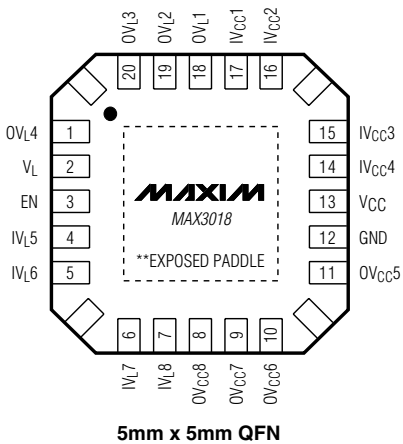 OVL3 OVL2 OVL1 IVCC1 IVCC2
20 19 18 17 16
OVL4 1
VL 2
EN 3
IVL5 4
IVL6 5
15 IVCC3
14 IVCC4
13 VCC
12 GND
11 OVCC5
MAXIM
MAX3018
**EXPOSED PADDLE
6 7 8 9 10
IVL7 IVL8 OVCC8 OVCC7 OVCC6
5mm x 5mm QFN